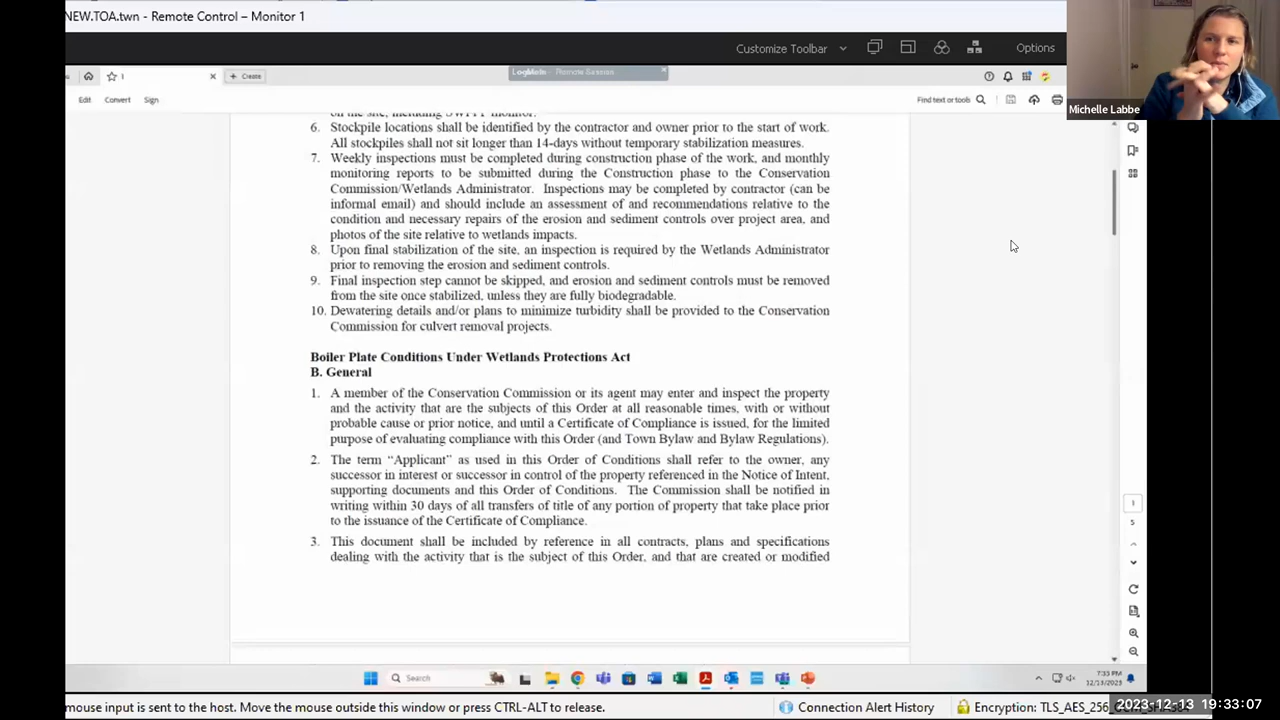 NEW.TOA.twn - Remote Control – Monitor 1
Customize Toolbar
Options
Michelle Labbe
1
Create
LogMeIn - Remote Session
Edit Convert Sign
Find text or tools
on the site, including SWPPP monitor.
6. Stockpile locations shall be identified by the contractor and owner prior to the start of work.
All stockpiles shall not sit longer than 14-days without temporary stabilization measures.
7. Weekly inspections must be completed during construction phase of the work, and monthly
monitoring reports to be submitted during the Construction phase to the Conservation
Commission/Wetlands Administrator. Inspections may be completed by contractor (can be
informal email) and should include an assessment of and recommendations relative to the
condition and necessary repairs of the erosion and sediment controls over project area, and
photos of the site relative to wetlands impacts.
8. Upon final stabilization of the site, an inspection is required by the Wetlands Administrator
prior to removing the erosion and sediment controls.
9. Final inspection step cannot be skipped, and erosion and sediment controls must be removed
from the site once stabilized, unless they are fully biodegradable.
10. Dewatering details and/or plans to minimize turbidity shall be provided to the Conservation
Commission for culvert removal projects.
Boiler Plate Conditions Under Wetlands Protections Act
B. General
1. A member of the Conservation Commission or its agent may enter and inspect the property
and the activity that are the subjects of this Order at all reasonable times, with or without
probable cause or prior notice, and until a Certificate of Compliance is issued, for the limited
purpose of evaluating compliance with this Order (and Town Bylaw and Bylaw Regulations).
2. The term “Applicant” as used in this Order of Conditions shall refer to the owner, any
successor in interest or successor in control of the property referenced in the Notice of Intent,
supporting documents and this Order of Conditions. The Commission shall be notified in
writing within 30 days of all transfers of title of any portion of property that take place prior
to the issuance of the Certificate of Compliance.
3. This document shall be included by reference in all contracts, plans and specifications
dealing with the activity that is the subject of this Order, and that are created or modified
1
5
Search
7:35 PM
12/13/2023
mouse input is sent to the host. Move the mouse outside this window or press CTRL-ALT to release.
Connection Alert History
Encryption: TLS_AES_256_
2023-12-13 19:33:07